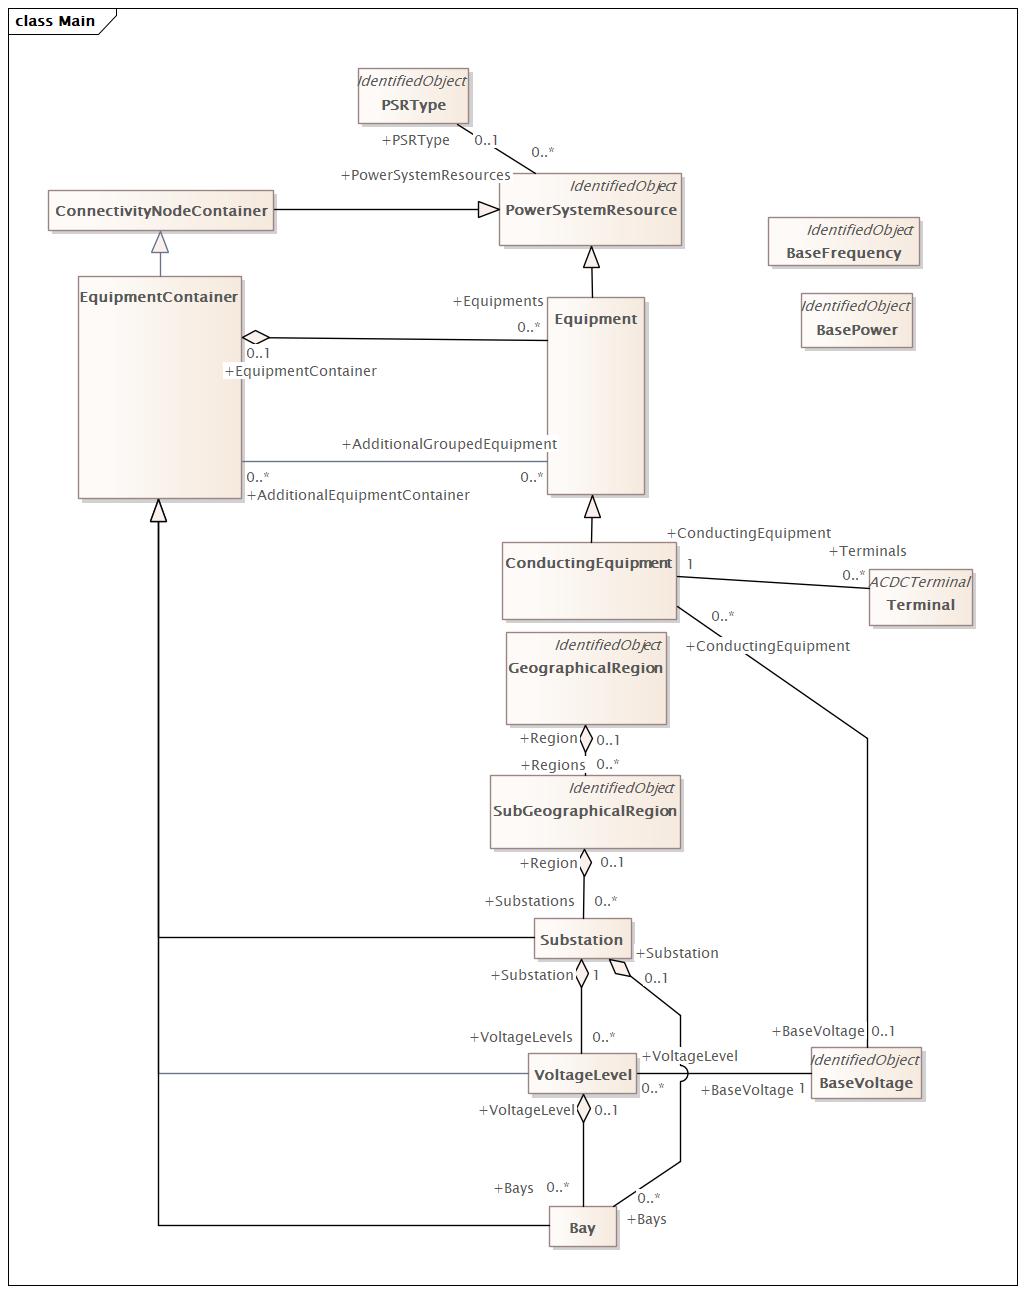 class Main
IdentifiedObject
PSRType
+PSRType 0..1
0..*
+PowerSystemResources
IdentifiedObject
PowerSystemResource
ConnectivityNodeContainer
IdentifiedObject
BaseFrequency
EquipmentContainer
+Equipments
0..*
Equipment
IdentifiedObject
BasePower
0..1
+EquipmentContainer
+AdditionalGroupedEquipment
0..*
0..*
+AdditionalEquipmentContainer
+ConductingEquipment
1
+Terminals
0..*
ConductingEquipment
ACDCTerminal
Terminal
0..*
+ConductingEquipment
IdentifiedObject
GeographicalRegion
+Region 0..1
+Regions 0..*
IdentifiedObject
SubGeographicalRegion
+Region 0..1
+Substations 0..*
Substation
+Substation
0..1
+Substation 1
+VoltageLevels 0..*
+BaseVoltage 0..1
VoltageLevel
+VoltageLevel
0..*
+BaseVoltage 1
IdentifiedObject
BaseVoltage
+VoltageLevel 0..1
+Bays 0..*
0..*
+Bays
Bay